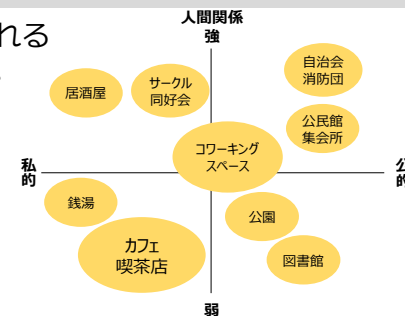 れる
人間関係
強
自治会
消防団
居酒屋
サークル
同好会
公民館
集会所
コワーキング
スペース
私
的
公
的
銭湯
公園
カフェ
喫茶店
図書館
弱